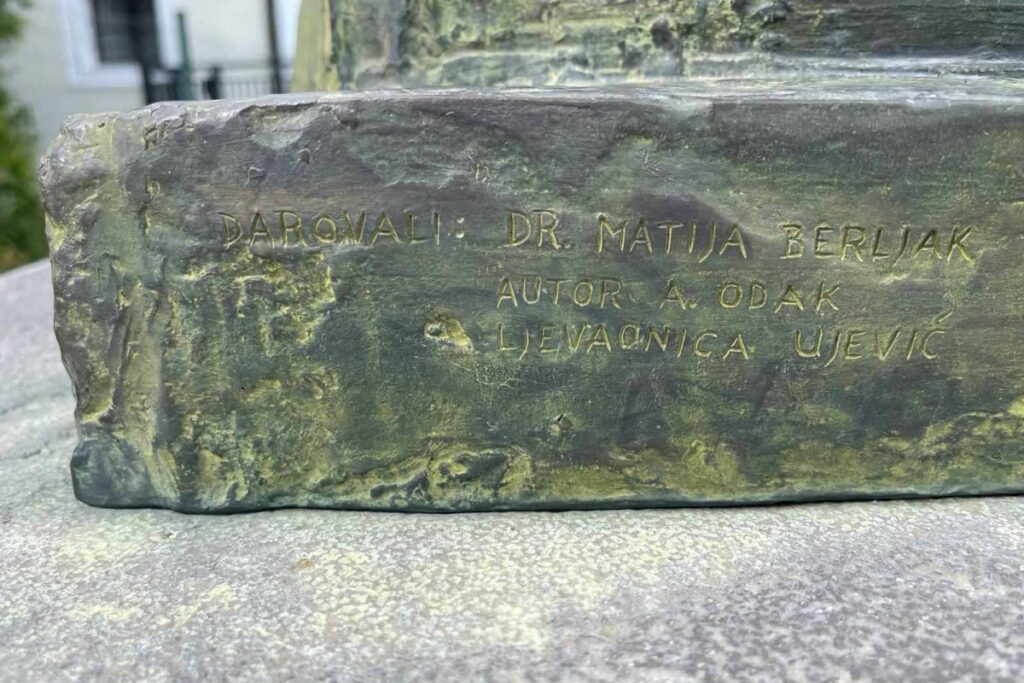 DAROVALI: DR. MATIJA BERLJAK
AUTOR A. ODAK
LJEVAONICA UJEVIĆ